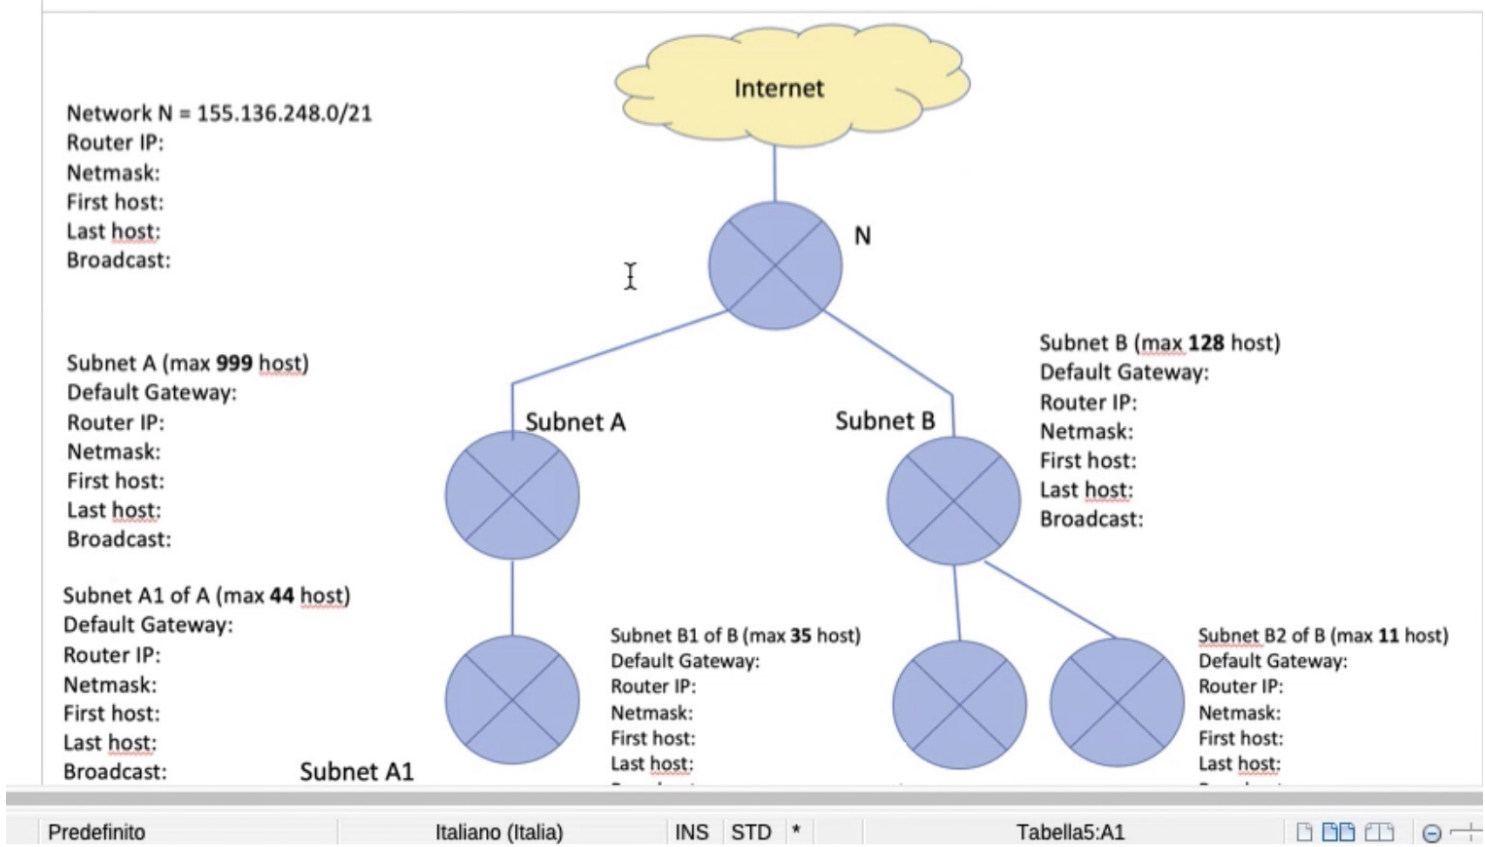 Internet
Network N = 155.136.248.0/21
Router IP:
Netmask:
First host:
Last host:
Broadcast:
N
Subnet A (max 999 host)
Default Gateway:
Router IP:
Netmask:
First host:
Last host:
Broadcast:
Subnet A
Subnet B
Subnet B (max 128 host)
Default Gateway:
Router IP:
Netmask:
First host:
Last host:
Broadcast:
Subnet A1 of A (max 44 host)
Default Gateway:
Router IP:
Netmask:
First host:
Last host:
Broadcast:
Subnet A1
Subnet B1 of B (max 35 host)
Default Gateway:
Router IP:
Netmask:
First host:
Last host:
Subnet B2 of B (max 11 host)
Default Gateway:
Router IP:
Netmask:
First host:
Last host:
Predefinito
Italiano (Italia)
INS
STD
*
Tabella5:A1